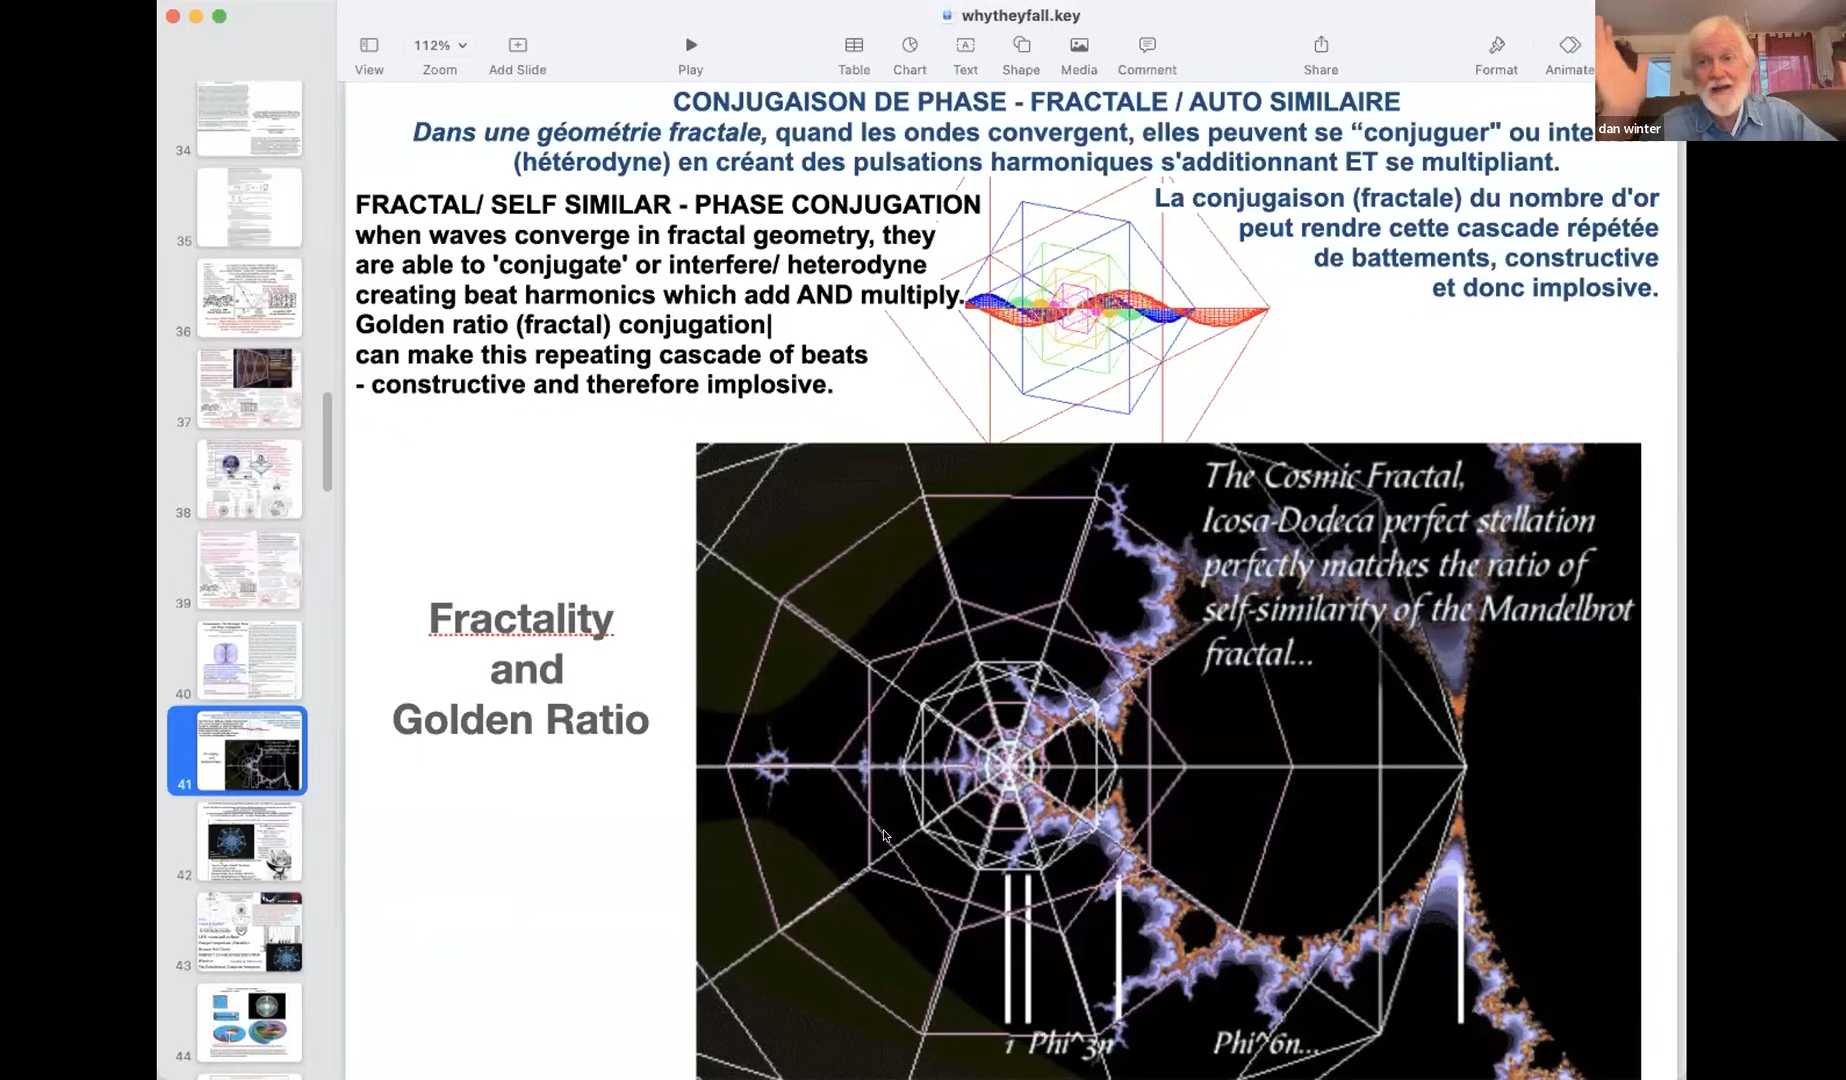 whytheyfall.key
112%
View
Zoom
Add Slide
Play
Table
Chart
Text
Shape
Media
Comment
Share
Format
Animate
dan winter
34
35
36
37
38
39
40
41
42
43
44
CONJUGAISON DE PHASE - FRACTALE / AUTO SIMILAIRE
Dans une géométrie fractale, quand les ondes convergent, elles peuvent se “conjuguer" ou inte
(hétérodyne) en créant des pulsations harmoniques s'additionnant ET se multipliant.
FRACTAL/ SELF SIMILAR - PHASE CONJUGATION
when waves converge in fractal geometry, they
are able to 'conjugate' or interfere/ heterodyne
creating beat harmonics which add AND multiply.
Golden ratio (fractal) conjugation
can make this repeating cascade of beats
- constructive and therefore implosive.
La conjugaison (fractale) du nombre d'or
peut rendre cette cascade répétée
de battements, constructive
et donc implosive.
Fractality
and
Golden Ratio
The Cosmic Fractal,
Icosa-Dodeca perfect stellation
perfectly matches the ratio of
self-similarity of the Mandelbrot
fractal...
1 Phi^3n
Phi^6n...